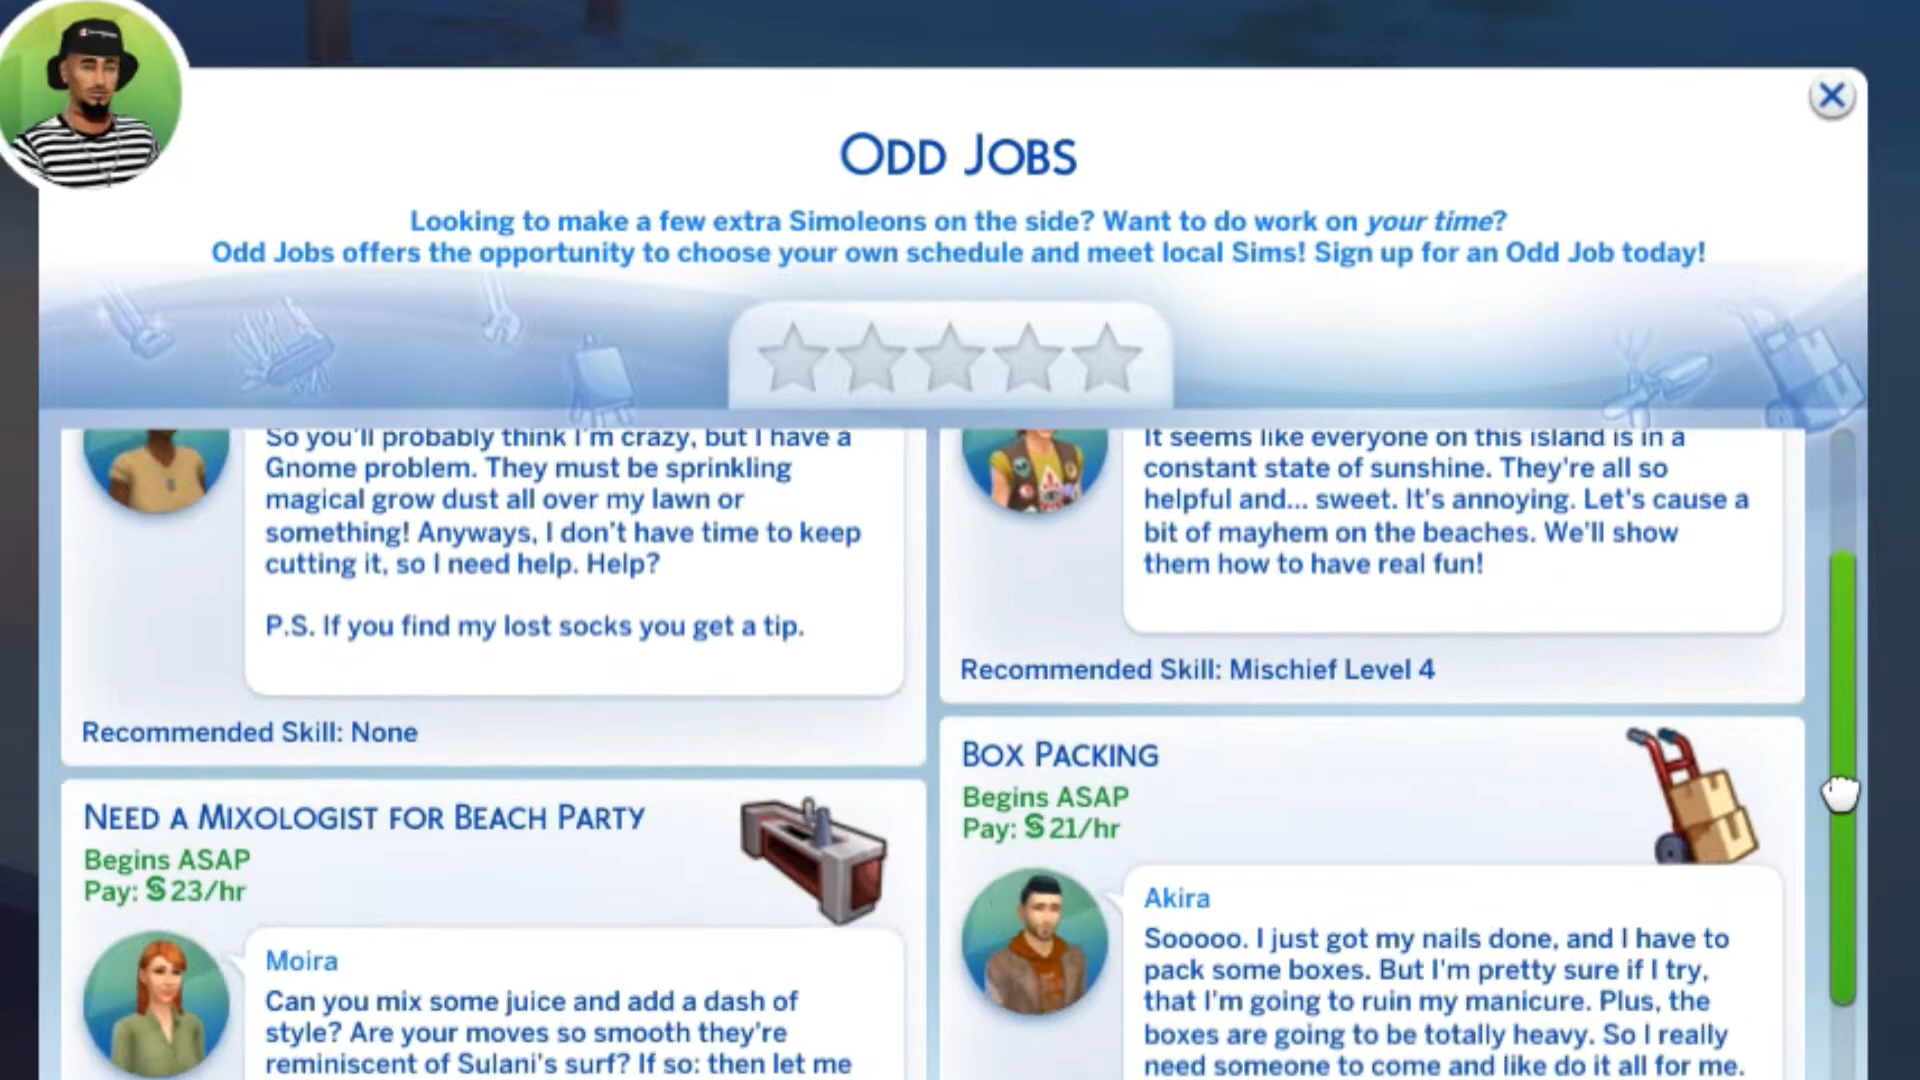 ODD JOBS
Looking to make a few extra Simoleons on the side? Want to do work on your time?
Odd Jobs offers the opportunity to choose your own schedule and meet local Sims! Sign up for an Odd Job today!
So you'll probably think I'm crazy, but I have a
Gnome problem. They must be sprinkling
magical grow dust all over my lawn or
something! Anyways, I don't have time to keep
cutting it, so I need help. Help?
P.S. If you find my lost socks you get a tip.
Recommended Skill: None
It seems like everyone on this island is in a
constant state of sunshine. They're all so
helpful and... sweet. It's annoying. Let's cause a
bit of mayhem on the beaches. We'll show
them how to have real fun!
Recommended Skill: Mischief Level 4
NEED A MIXOLOGIST FOR BEACH PARTY
Begins ASAP
Pay: §23/hr
Moira
Can you mix some juice and add a dash of
style? Are your moves so smooth they're
reminiscent of Sulani's surf? If so: then let me
BOX PACKING
Begins ASAP
Pay: §21/hr
Akira
Sooooo. I just got my nails done, and I have to
pack some boxes. But I'm pretty sure if I try,
that I'm going to ruin my manicure. Plus, the
boxes are going to be totally heavy. So I really
need someone to come and like do it all for me.